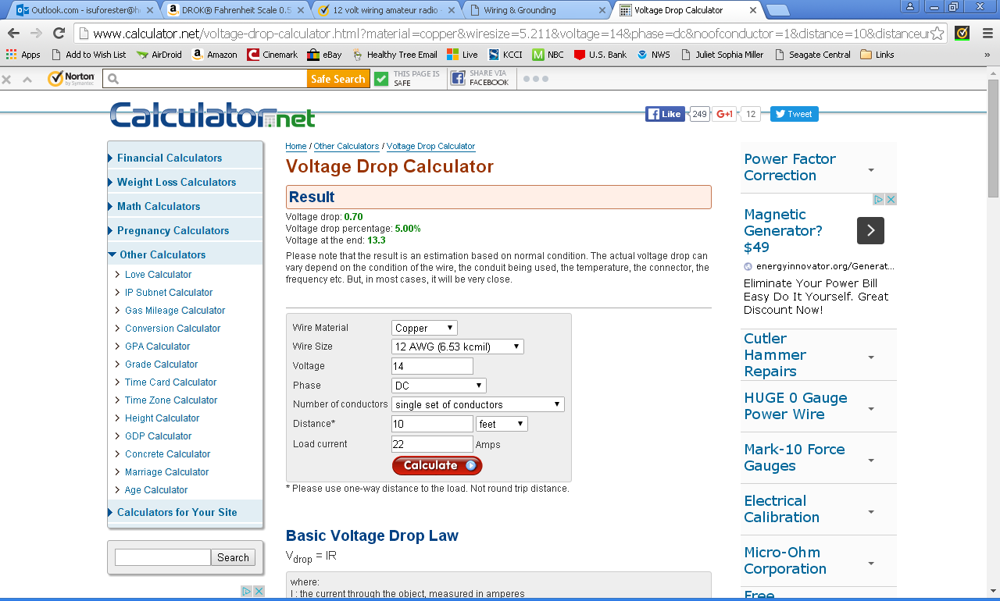 Outlook.com - isuforester@h
DROK® Fahrenheit Scale 0.5
12 volt wiring amateur radio -
Wiring & Grounding
Voltage Drop Calculator
www.calculator.net/voltage-drop-calculator.html?material=copper&wiresize=5.211&voltage=14&phase=dc&noofconductor=1&distance=10&distanceur
Apps
Add to Wish List
AirDroid
Amazon
Cinemark
eBay
Healthy Tree Email
Live
KCCI
NBC
U.S. Bank
NWS
Juliet Sophia Miller
Seagate Central
Links
»
Norton
by Symantec
Safe Search
THIS PAGE IS
SAFE
SHARE VIA
FACEBOOK
Calculator.net
Like 249
G+1 12
Tweet
Financial Calculators
Weight Loss Calculators
Math Calculators
Pregnancy Calculators
Other Calculators
Love Calculator
IP Subnet Calculator
Gas Mileage Calculator
Conversion Calculator
GPA Calculator
Grade Calculator
Time Card Calculator
Time Zone Calculator
Height Calculator
GDP Calculator
Concrete Calculator
Marriage Calculator
Age Calculator
Calculators for Your Site
Search
Home / Other Calculators / Voltage Drop Calculator
Voltage Drop Calculator
Result
Voltage drop: 0.70
Voltage drop percentage: 5.00%
Voltage at the end: 13.3
Please note that the result is an estimation based on normal condition. The actual voltage drop can
vary depend on the condition of the wire, the conduit being used, the temperature, the connector, the
frequency etc. But, in most cases, it will be very close.
Wire Material Copper
Wire Size 12 AWG (6.53 kcmil)
Voltage 14
Phase DC
Number of conductors single set of conductors
Distance* 10 feet
Load current 22 Amps
Calculate
* Please use one-way distance to the load. Not round trip distance.
Basic Voltage Drop Law
Vdrop = IR
where:
I : the current through the object, measured in amperes
Power Factor
Correction
Magnetic
Generator?
$49
energyinnovator.org/Generat...
Eliminate Your Power Bill
Easy Do It Yourself. Great
Discount Now!
Cutler
Hammer
Repairs
HUGE 0 Gauge
Power Wire
Mark-10 Force
Gauges
Electrical
Calibration
Micro-Ohm
Corporation
Free